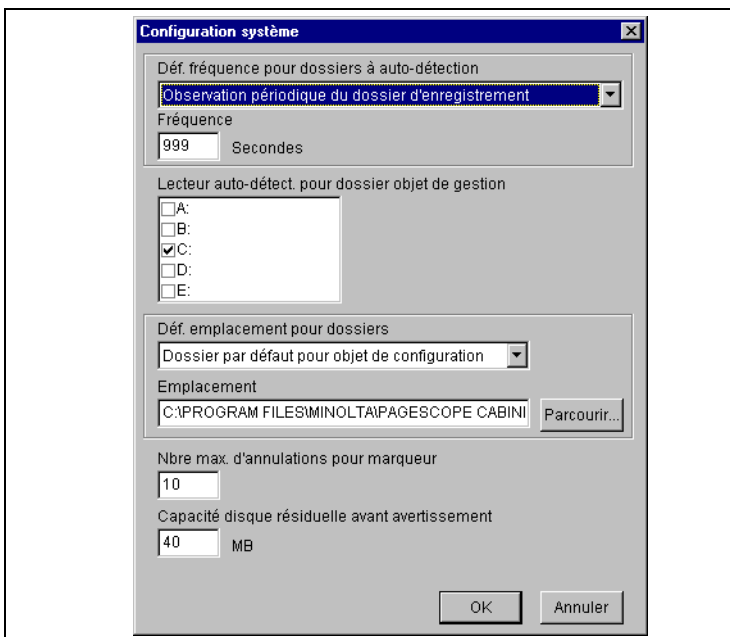 Configuration système
Déf. fréquence pour dossiers à auto-détection
Observation périodique du dossier d'enregistrement
Fréquence
999 Secondes
Lecteur auto-détect. pour dossier objet de gestion
A:
B:
C:
D:
E:
Déf. emplacement pour dossiers
Dossier par défaut pour objet de configuration
Emplacement
C:\PROGRAM FILES\MINOLTA\PAGESCOPE CABINI Parcourir...
Nbre max. d'annulations pour marqueur
10
Capacité disque résiduelle avant avertissement
40 MB
OK Annuler